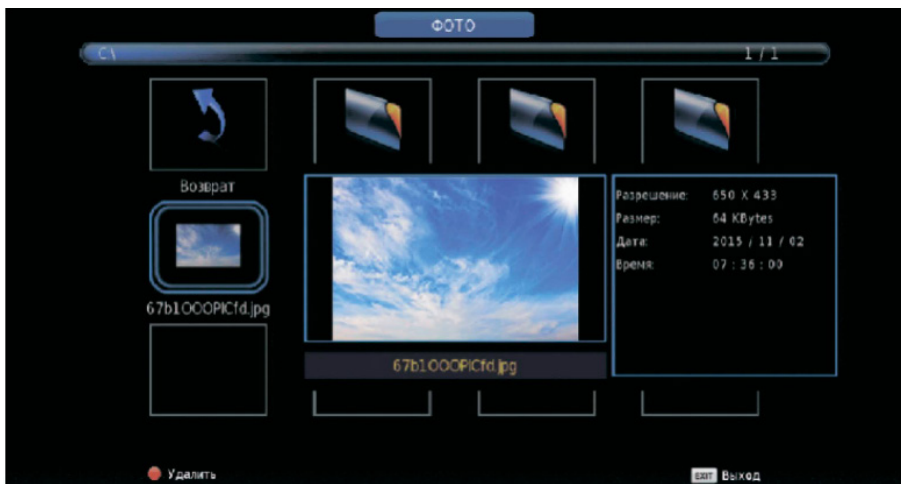 ФОТО
C:\ 1 / 1
Возврат
Разрешение: 650 X 433
Размер: 64 KBytes
Дата: 2015 / 11 / 02
Время: 07 : 36 : 00
67b1OOOPICfd.jpg
67b1OOOPICfd.jpg
Удалить
EXIT Выход